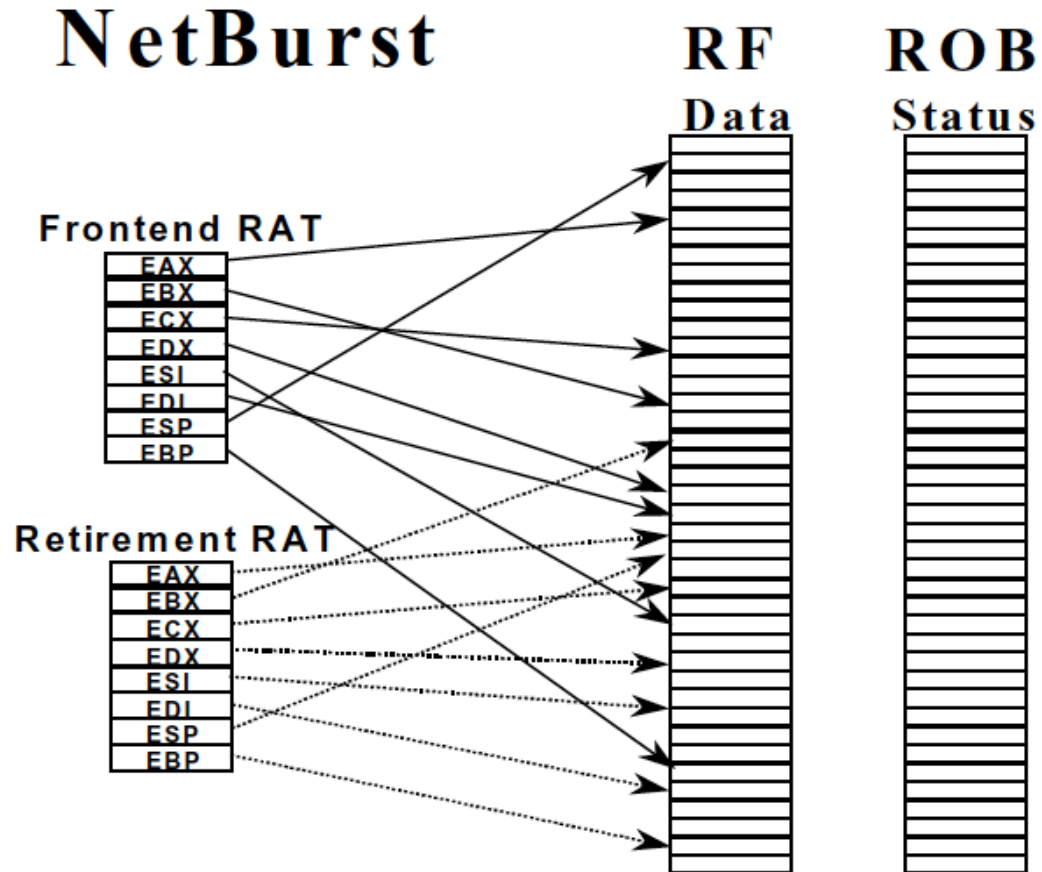 NetBurst
RF
ROB
Data
Status
Frontend RAT
EAX
EBX
ECX
EDX
ESI
EDI
ESP
EBP
Retirement RAT
EAX
EBX
ECX
EDX
ESI
EDI
ESP
EBP